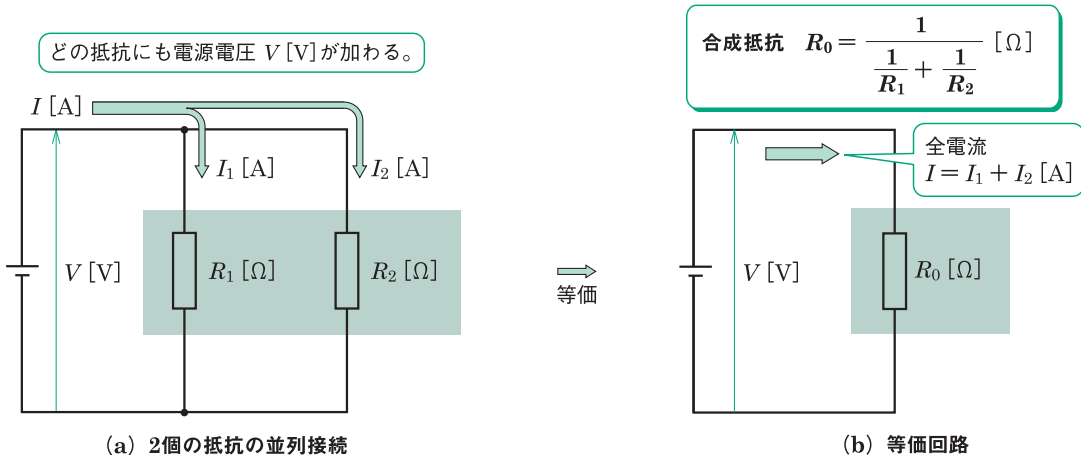 どの抵抗にも電源電圧 V [V] が加わる。
I [A]
I₁ [A]
I₂ [A]
V [V]
R₁ [Ω]
R₂ [Ω]
(a) 2個の抵抗の並列接続
等価
合成抵抗 R₀ = 1 / (1/R₁ + 1/R₂) [Ω]
全電流
I = I₁ + I₂ [A]
V [V]
R₀ [Ω]
(b) 等価回路